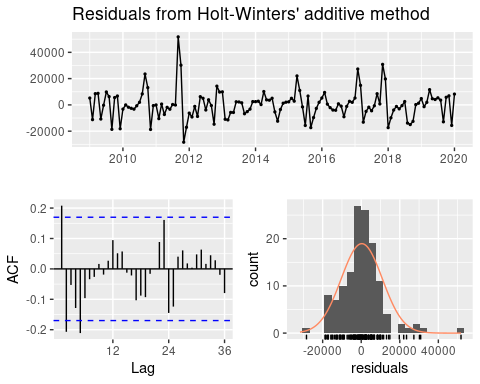 Residuals from Holt-Winters' additive method
40000
20000
0
-20000
2010 2012 2014 2016 2018 2020
0.2
0.1
0.0
-0.1
-0.2
ACF
12 24 36
Lag
20
10
0
count
-20000 0 20000 40000
residuals